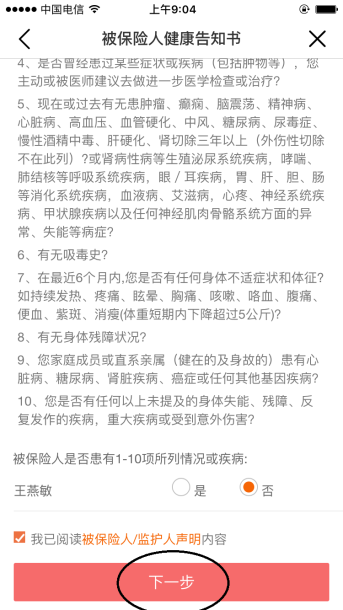 中国电信 上午9:04
被保险人健康告知书
4、是否曾经患过某些症或疾病（包括肿物等），您
主动或被医师建议去做进一步医学检查或治疗?
5、现在或过去有无患肿瘤、癫痫、脑震荡、精神病、
心脏病、高血压、血管硬化、中风、糖尿病、尿毒症、
慢性酒精中毒、肝硬化、肾切除三年以上（外伤性切除
不在此列）?或肾病性病等生殖泌尿系统疾病，哮喘、
肺结核等呼吸系统疾病，眼／耳疾病，胃、肝、胆、肠
等消化系统疾病，血液病、艾滋病，心疼、神经系统疾
病、甲状腺疾病以及任何神经肌肉骨骼系统方面的异
常、失能等病症?
6、有无吸毒史?
7、在最近6个月内,您是否有任何身体不适症状和体征?
如持续发热、疼痛、眩晕、胸痛、咳嗽、咯血、腹痛、
便血、紫斑、消瘦(体重短期内下降超过5公斤)?
8、有无身体残障状况?
9、您家庭成员或直系亲属（健在的及身故的）患有心
脏病、糖尿病、肾脏疾病、癌症或任何其他基因疾病?
10、您是否有任何以上未提及的身体失能、残障、反
复发作的疾病，重大疾病或受到意外伤害?
被保险人是否患有1-10项所列情况或疾病:
王燕敏 是 否
我已阅读被保险人/监护人声明内容
下一步